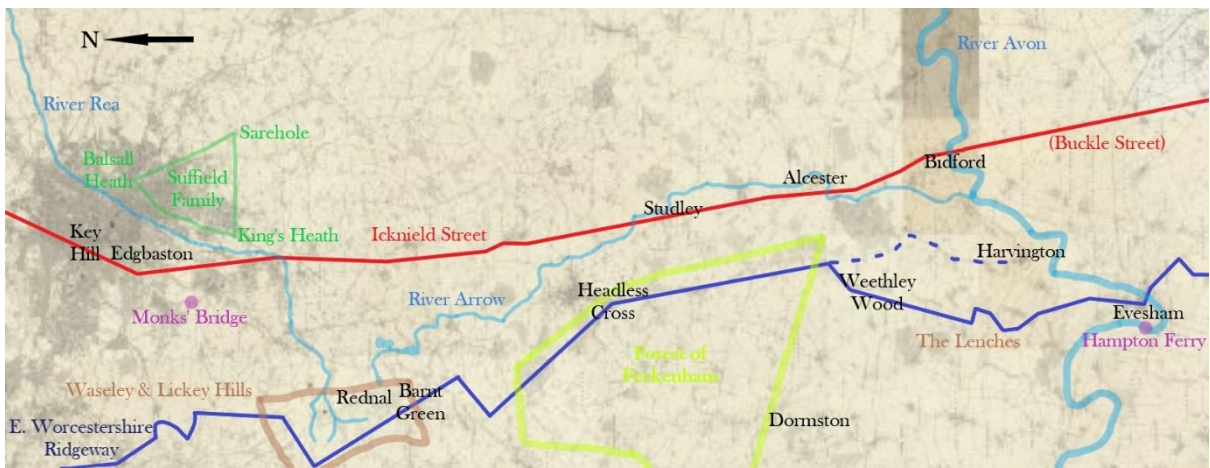 N
River Avon
River Rea
Sarehole
Balsall
Heath
Suffield
Family
(Buckle Street)
Bidford
Alcester
Studley
Key
Hill
Edgbaston
King's Heath
Icknield Street
Harvington
Weethley
Wood
Headless
Cross
River Arrow
Monks' Bridge
Evesham
Hampton Ferry
The Lenches
Forest of
Feckenham
Waseley & Lickey Hills
Rednal
Barnt
Green
Dormston
E. Worcestershire
Ridgeway